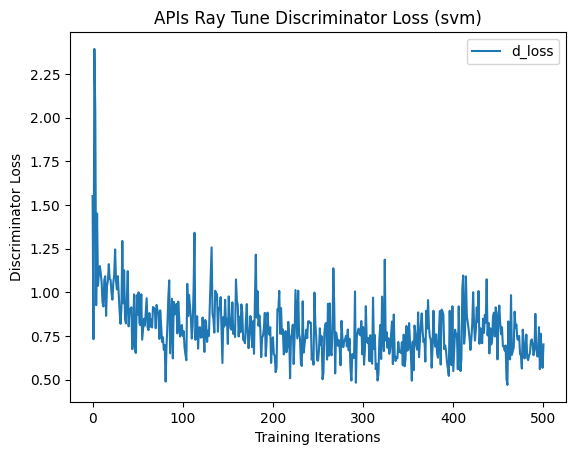 APIs Ray Tune Discriminator Loss (svm)
d_loss
Discriminator Loss
2.25
2.00
1.75
1.50
1.25
1.00
0.75
0.50
0 100 200 300 400 500
Training Iterations